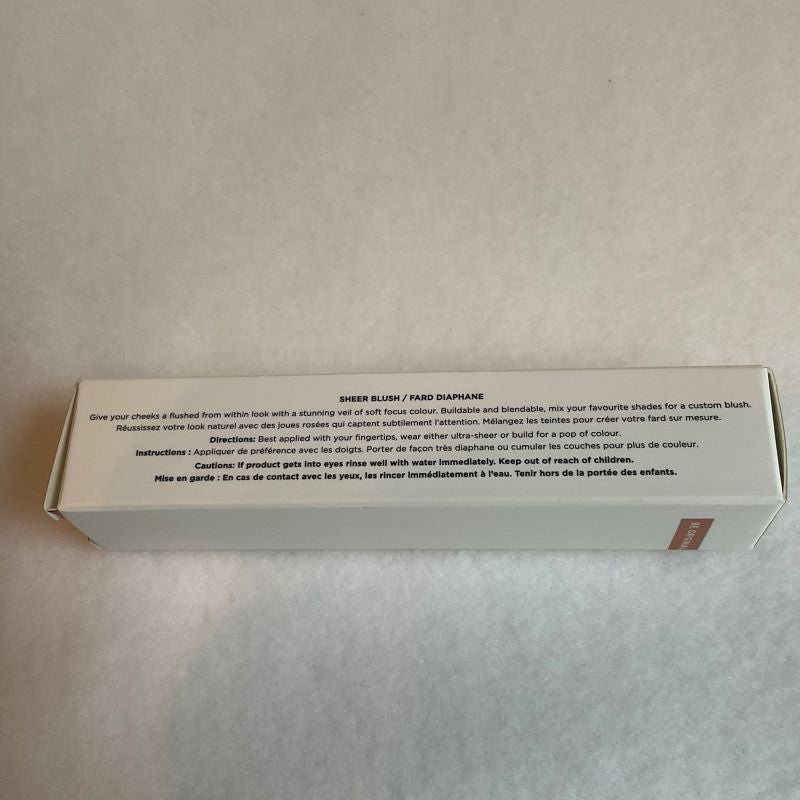 SHEER BLUSH / FARD DIAPHANE
Give your cheeks a flushed from within look with a stunning veil of soft focus colour. Buildable and blendable, mix your favourite shades for a custom blush.
Réussissez votre look naturel avec des joues rosées qui captent subtilement l'attention. Mélangez les teintes pour créer votre fard sur mesure.
Directions: Best applied with your fingertips, wear either ultra-sheer or build for a pop of colour.
Instructions : Appliquer de préférence avec les doigts. Porter de façon très diaphane ou cumuler les couches pour plus de couleur.
Cautions: If product gets into eyes rinse well with water immediately. Keep out of reach of children.
Mise en garde : En cas de contact avec les yeux, les rincer immédiatement à l'eau. Tenir hors de la portée des enfants.
BE